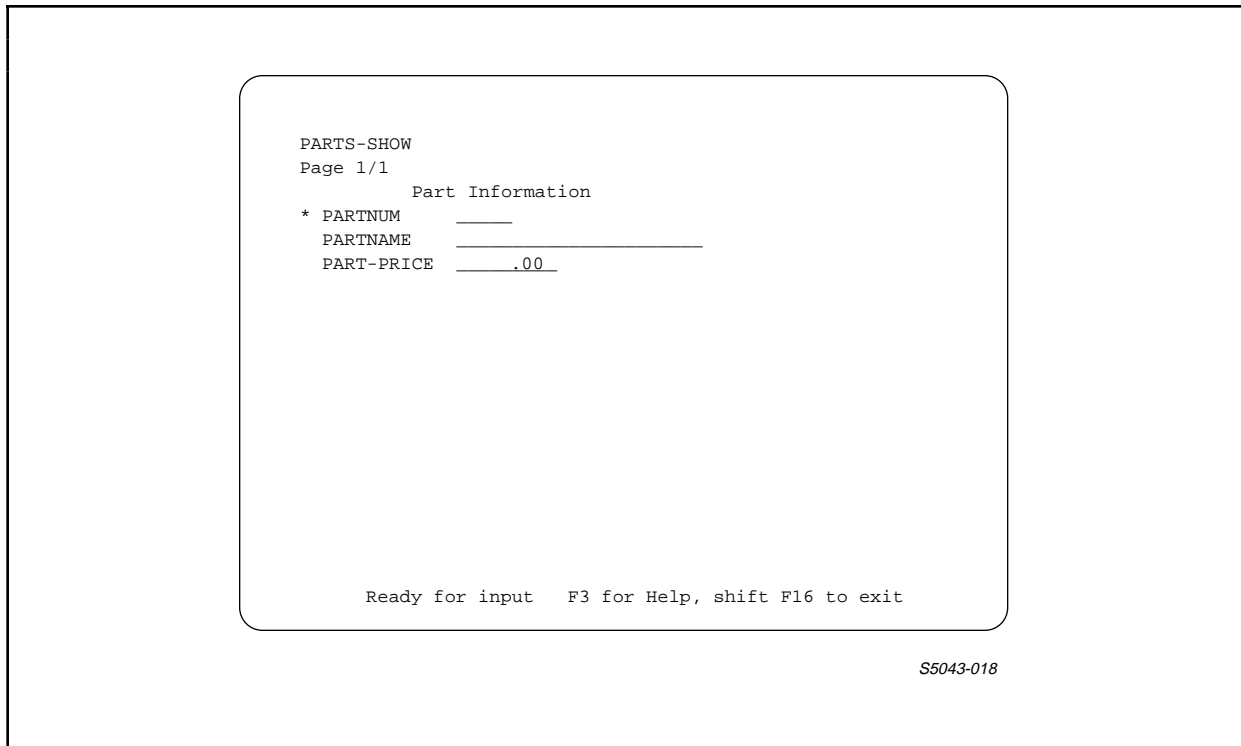 PARTS-SHOW
Page 1/1
Part Information
* PARTNUM _____
PARTNAME ______________________
PART-PRICE _____.00_
Ready for input F3 for Help, shift F16 to exit
S5043-018